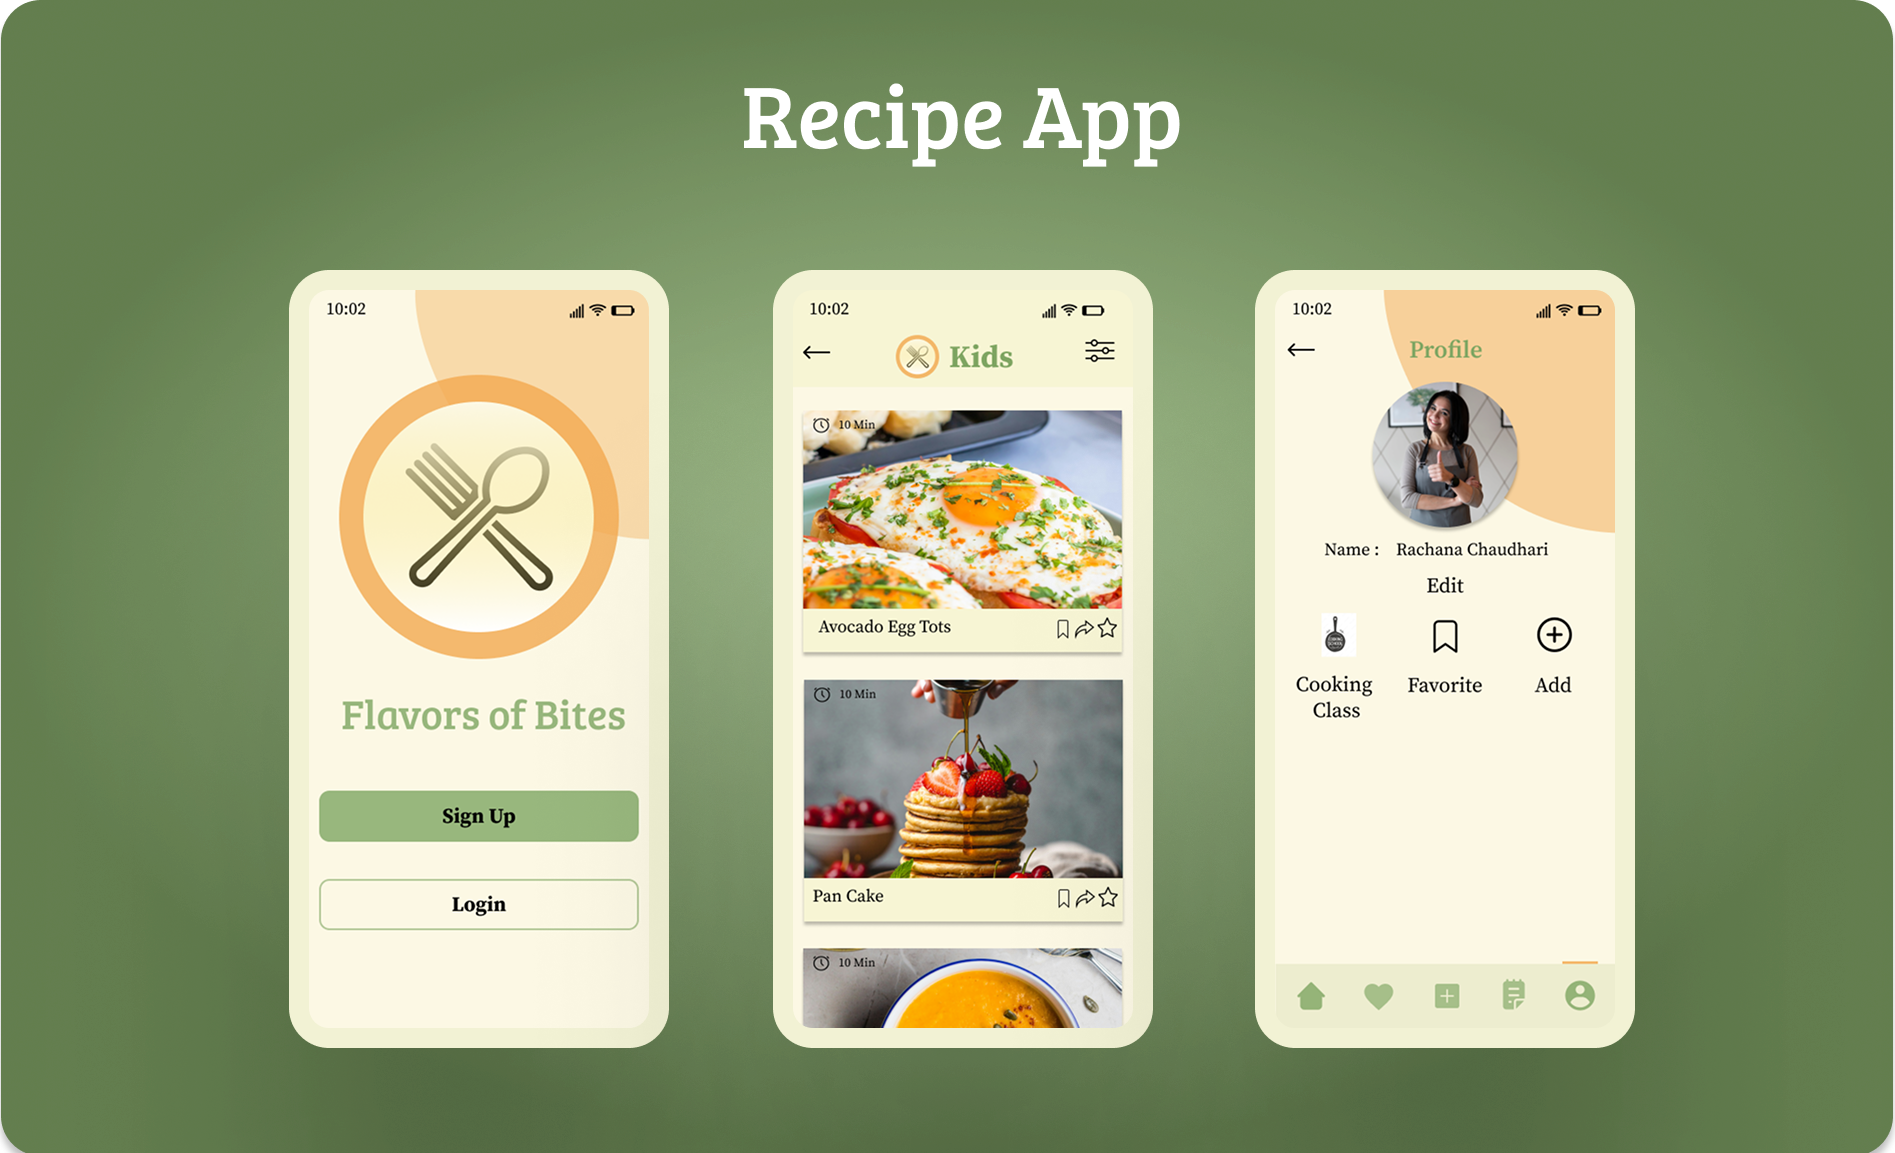 Recipe App
10:02
Flavors of Bites
Sign Up
Login
10:02
Kids
10 Min
Avocado Egg Tots
10 Min
Pan Cake
10 Min
10:02
Profile
Name : Rachana Chaudhari
Edit
Cooking
Class
Favorite
Add